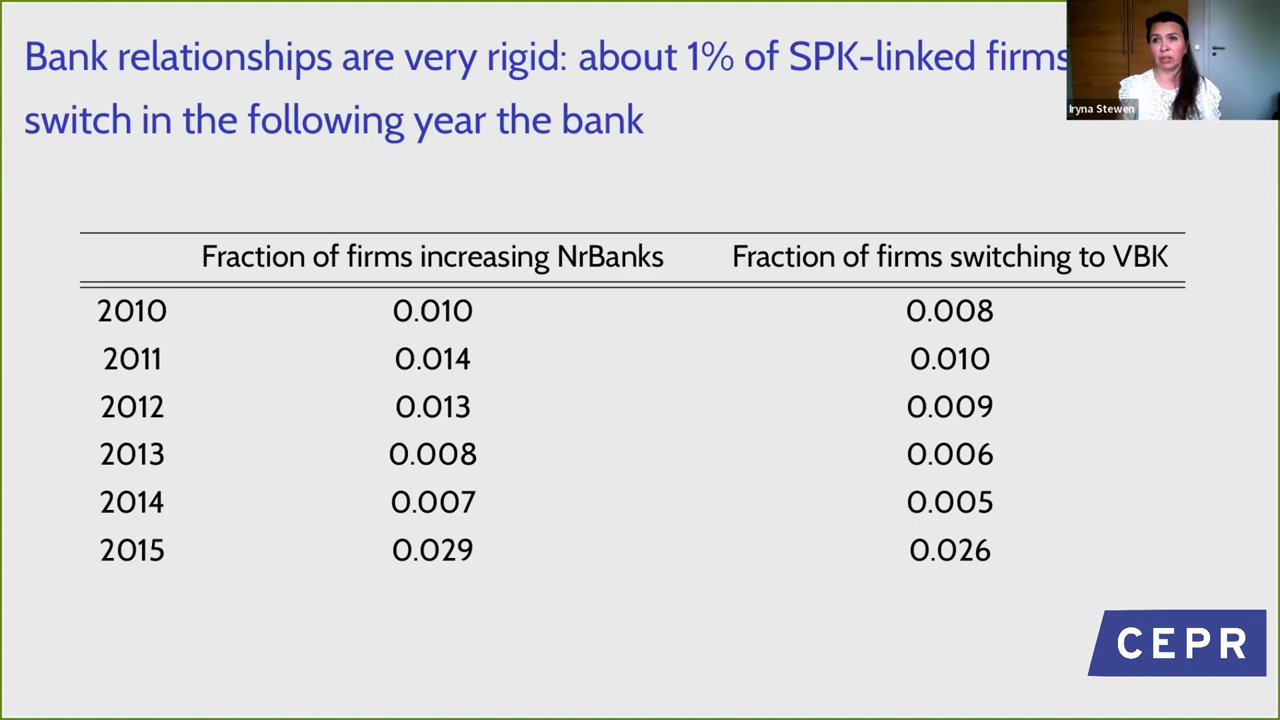 Bank relationships are very rigid: about 1% of SPK-linked firms
switch in the following year the bank
Iryna Stewen
Fraction of firms increasing NrBanks Fraction of firms switching to VBK
2010 0.010 0.008
2011 0.014 0.010
2012 0.013 0.009
2013 0.008 0.006
2014 0.007 0.005
2015 0.029 0.026
CEPR